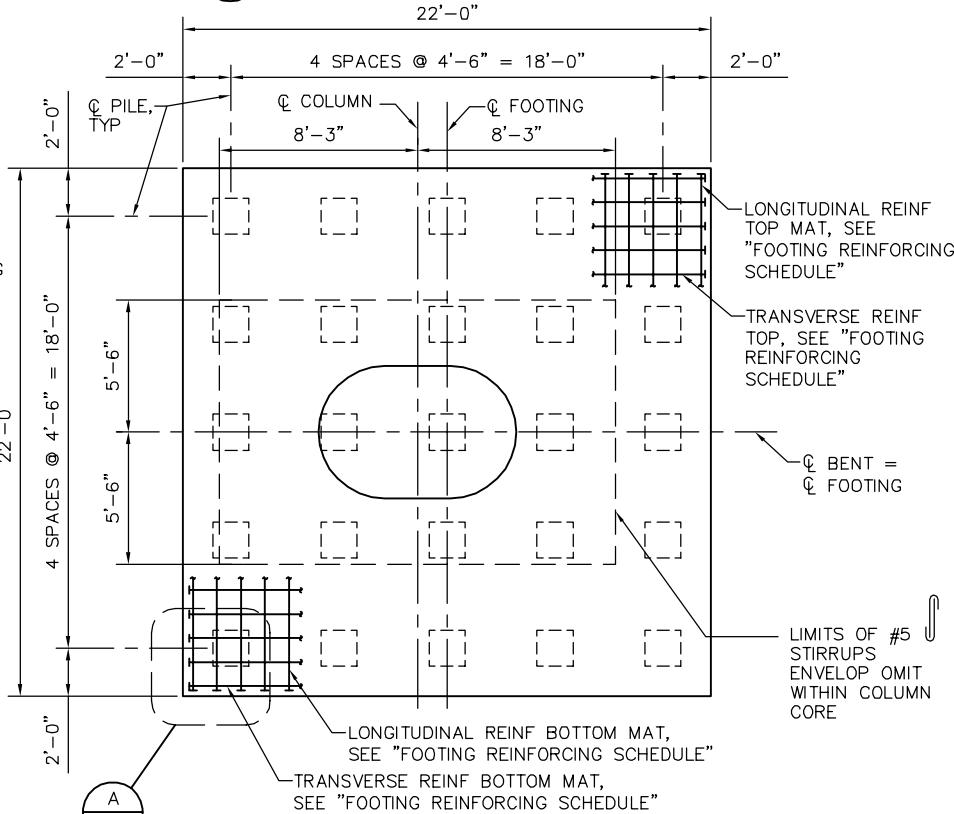 22'-0"
2'-0"
4 SPACES @ 4'-6" = 18'-0"
2'-0"
℄ PILE,
TYP
℄ COLUMN
℄ FOOTING
8'-3"
8'-3"
2'-0"
LONGITUDINAL REINF
TOP MAT, SEE
"FOOTING REINFORCING
SCHEDULE"
TRANSVERSE REINF
TOP, SEE "FOOTING
REINFORCING
SCHEDULE"
22'-0
4 SPACES @ 4'-6" = 18'-0"
5'-6"
5'-6"
℄ BENT =
℄ FOOTING
LIMITS OF #5
STIRRUPS
ENVELOP OMIT
WITHIN COLUMN
CORE
2'-0"
LONGITUDINAL REINF BOTTOM MAT,
SEE "FOOTING REINFORCING SCHEDULE"
TRANSVERSE REINF BOTTOM MAT,
SEE "FOOTING REINFORCING SCHEDULE"
A